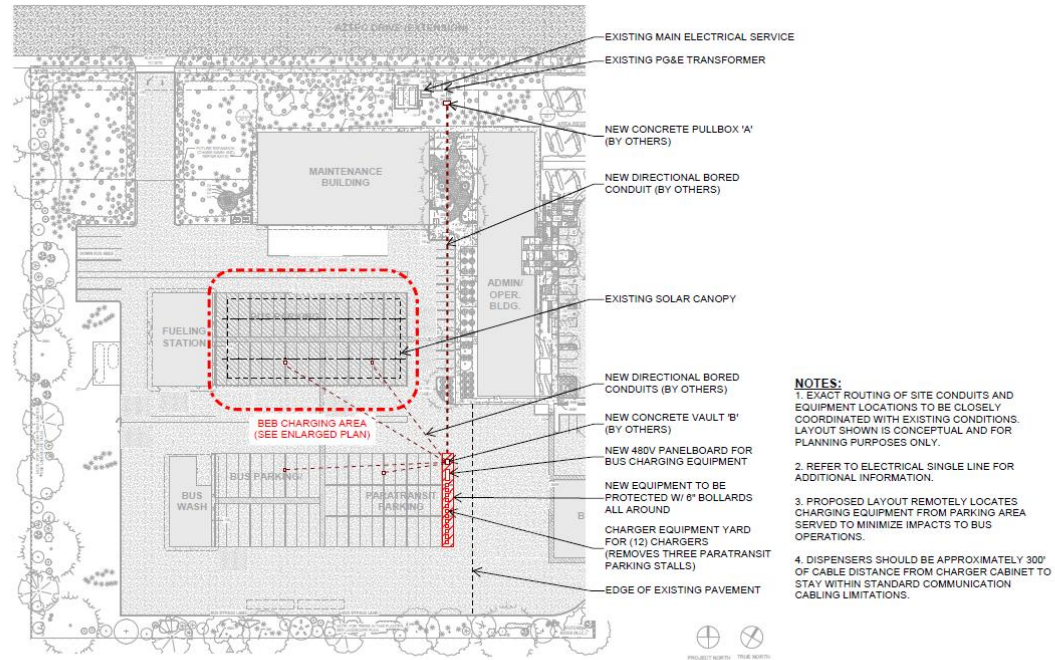 AZTEC DRIVE (EXTENSION)
EXISTING MAIN ELECTRICAL SERVICE
EXISTING PG&E TRANSFORMER
NEW CONCRETE PULLBOX 'A'
(BY OTHERS)
MAINTENANCE
BUILDING
NEW DIRECTIONAL BORED
CONDUIT (BY OTHERS)
ADMIN/
OPER.
BLDG.
EXISTING SOLAR CANOPY
BUS PARKING
FUELING
STATION
NEW DIRECTIONAL BORED
CONDUITS (BY OTHERS)
BEB CHARGING AREA
(SEE ENLARGED PLAN)
NEW CONCRETE VAULT 'B'
(BY OTHERS)
NEW 480V PANELBOARD FOR
BUS CHARGING EQUIPMENT
BUS PARKING/
BUS
WASH
PARATRANSIT
PARKING
NEW EQUIPMENT TO BE
PROTECTED W/ 6" BOLLARDS
ALL AROUND
CHARGER EQUIPMENT YARD
FOR (12) CHARGERS
(REMOVES THREE PARATRANSIT
PARKING STALLS)
B
EDGE OF EXISTING PAVEMENT
NOTES:
1. EXACT ROUTING OF SITE CONDUITS AND
EQUIPMENT LOCATIONS TO BE CLOSELY
COORDINATED WITH EXISTING CONDITIONS.
LAYOUT SHOWN IS CONCEPTUAL AND FOR
PLANNING PURPOSES ONLY.
2. REFER TO ELECTRICAL SINGLE LINE FOR
ADDITIONAL INFORMATION.
3. PROPOSED LAYOUT REMOTELY LOCATES
CHARGING EQUIPMENT FROM PARKING AREA
SERVED TO MINIMIZE IMPACTS TO BUS
OPERATIONS.
4. DISPENSERS SHOULD BE APPROXIMATELY 300'
OF CABLE DISTANCE FROM CHARGER CABINET TO
STAY WITHIN STANDARD COMMUNICATION
CABLING LIMITATIONS.
PROJECT NORTH
TRUE NORTH